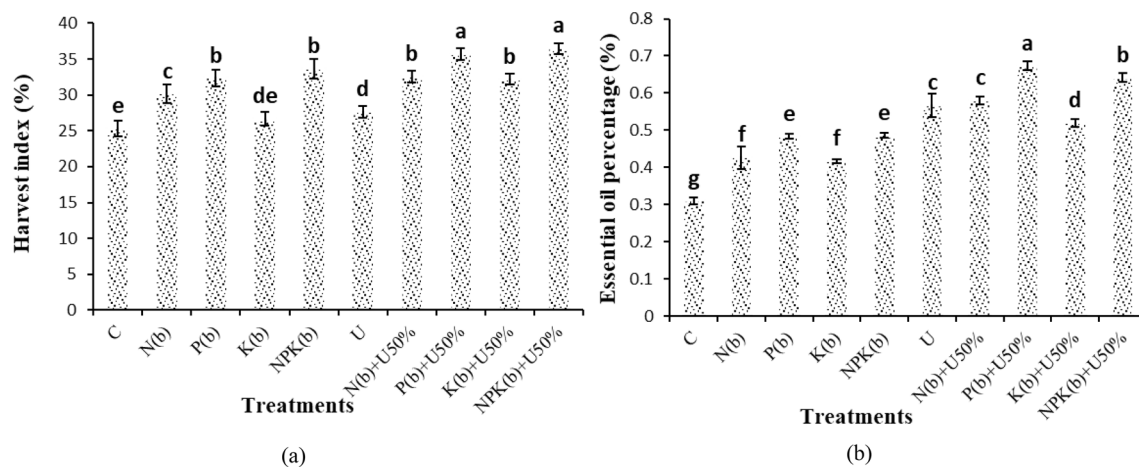 Harvest index (%)
40
35
30
25
20
15
10
5
0
e
c
b
de
b
d
b
a
b
a
C
N(b)
P(b)
K(b)
NPK(b)
U
N(b)+U50%
P(b)+U50%
K(b)+U50%
NPK(b)+U50%
Treatments
(a)
Essential oil percentage (%)
0.8
0.7
0.6
0.5
0.4
0.3
0.2
0.1
0
g
f
e
f
e
c
c
a
d
b
C
N(b)
P(b)
K(b)
NPK(b)
U
N(b)+U50%
P(b)+U50%
K(b)+U50%
NPK(b)+U50%
Treatments
(b)